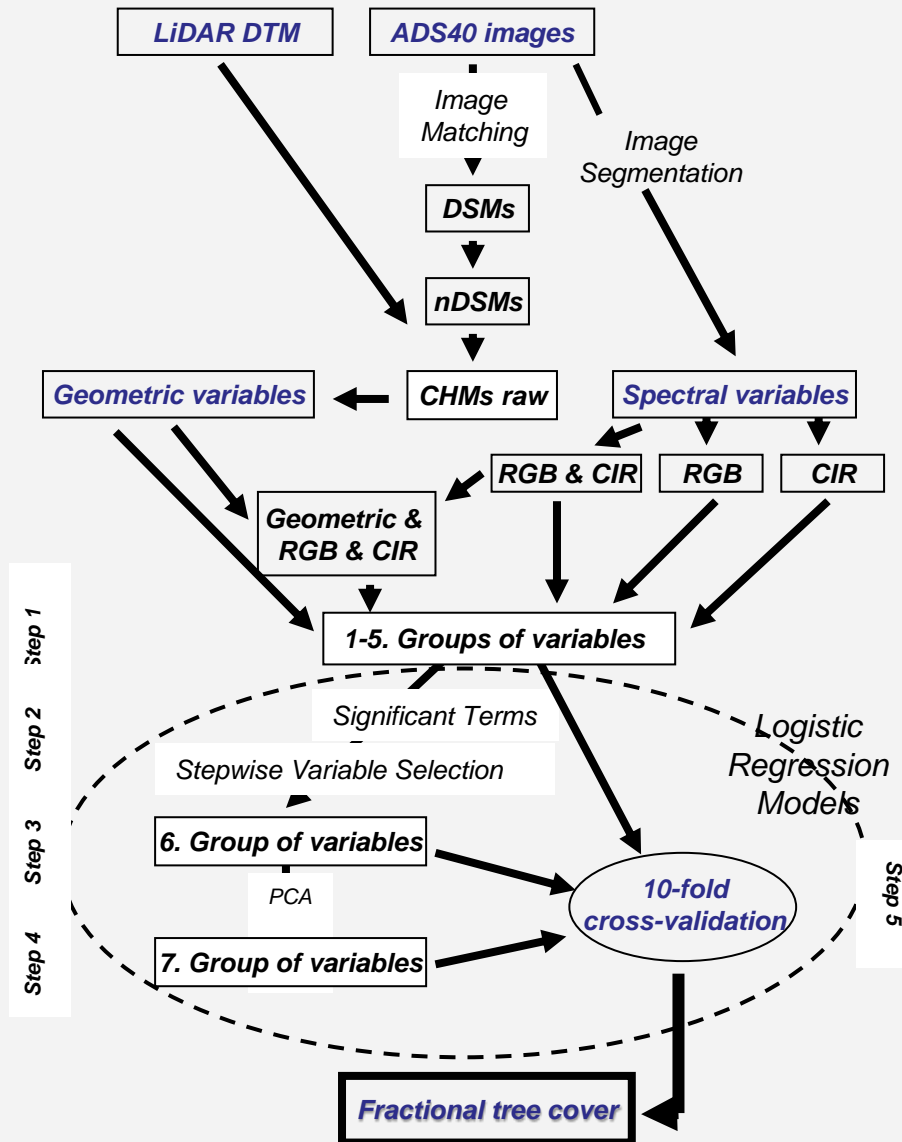 LiDAR DTM
ADS40 images
Image
Matching
Image
Segmentation
DSMs
nDSMs
Geometric variables
CHMs raw
Spectral variables
RGB & CIR
RGB
CIR
Geometric &
RGB & CIR
Step 1
1-5. Groups of variables
Step 2
Significant Terms
Stepwise Variable Selection
Logistic
Regression
Models
Step 3
6. Group of variables
PCA
10-fold
cross-validation
Step 5
Step 4
7. Group of variables
Fractional tree cover